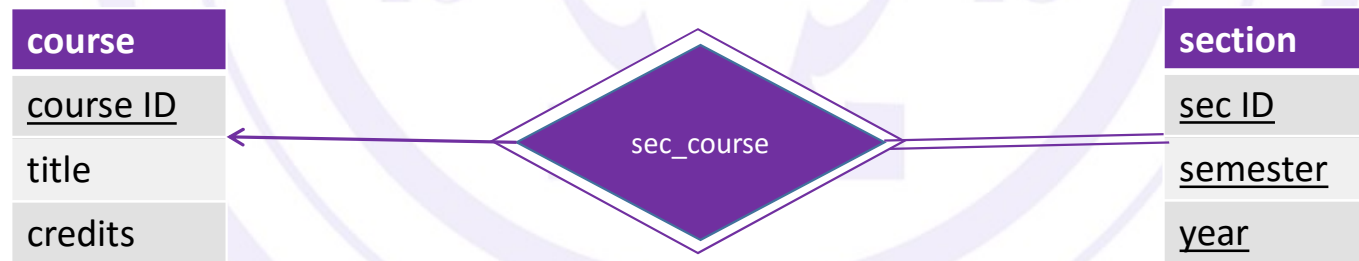 course
course ID
title
credits
sec_course
section
sec ID
semester
year